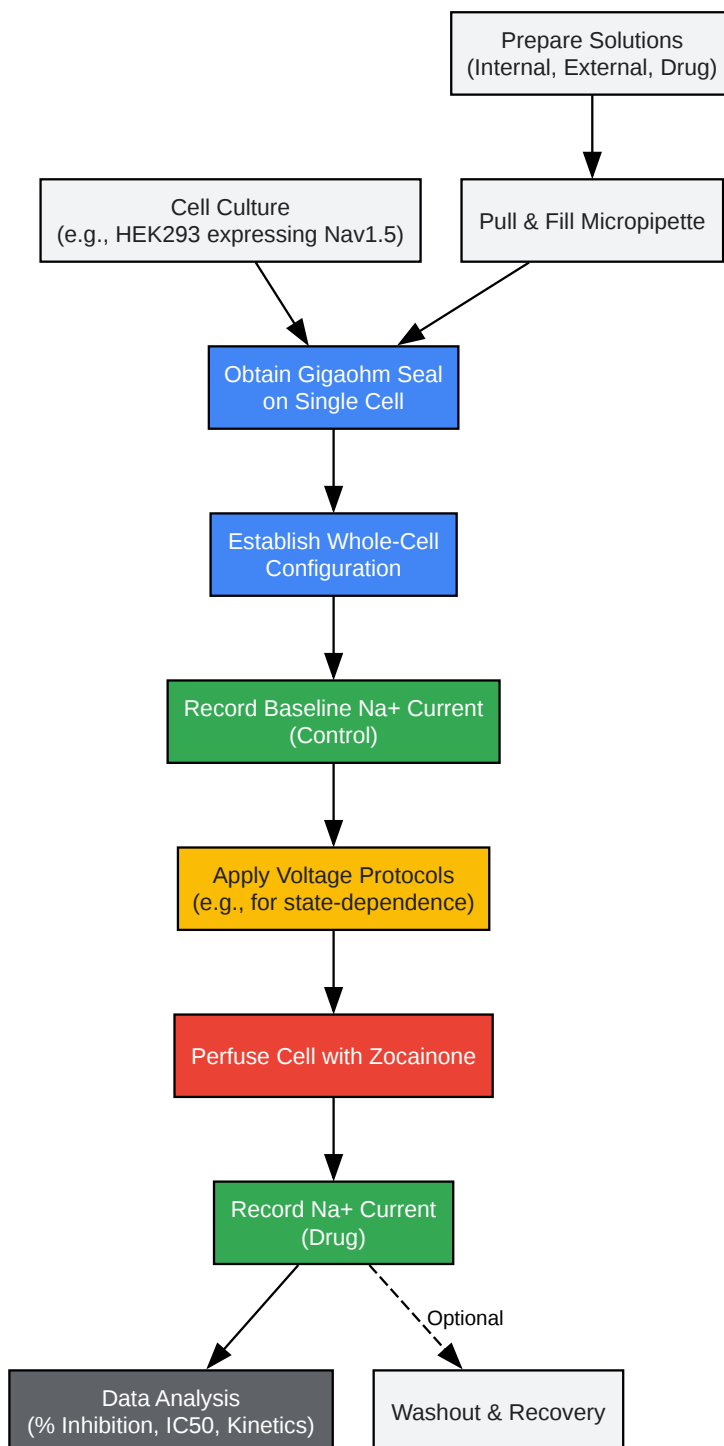 Prepare Solutions
(Internal, External, Drug)
Cell Culture
(e.g., HEK293 expressing Nav1.5)
Pull & Fill Micropipette
Obtain Gigaohm Seal
on Single Cell
Establish Whole-Cell
Configuration
Record Baseline Na+ Current
(Control)
Apply Voltage Protocols
(e.g., for state-dependence)
Perfuse Cell with Zocainone
Record Na+ Current
(Drug)
Optional
Data Analysis
(% Inhibition, IC50, Kinetics)
Washout & Recovery